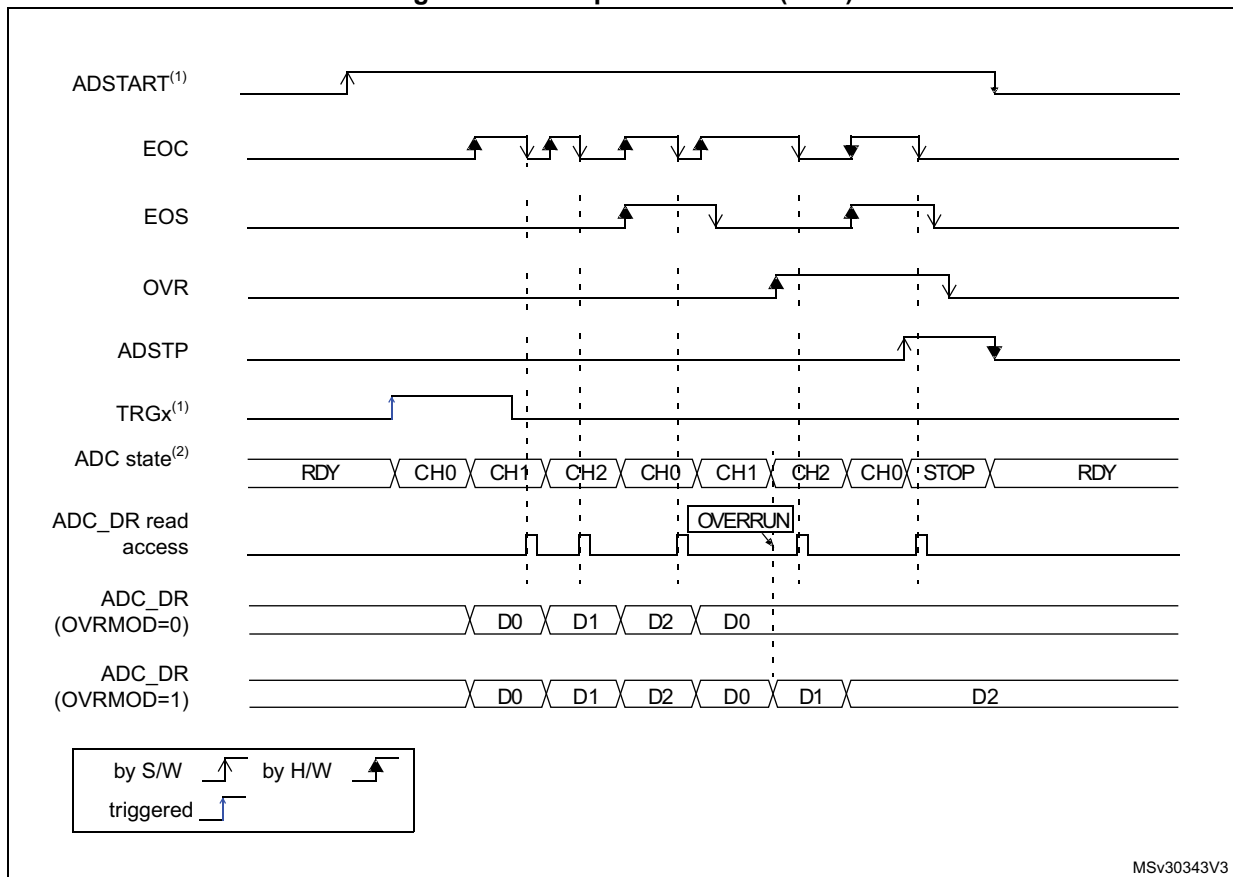 ADSTART(1)
EOC
EOS
OVR
ADSTP
TRGx(1)
ADC state(2)
RDY CH0 CH1 CH2 CH0 CH1 CH2 CH0 STOP RDY
ADC_DR read
access
OVERRUN
ADC_DR
(OVRMOD=0)
D0 D1 D2 D0
ADC_DR
(OVRMOD=1)
D0 D1 D2 D0 D1 D2
by S/W by H/W
triggered
MSv30343V3